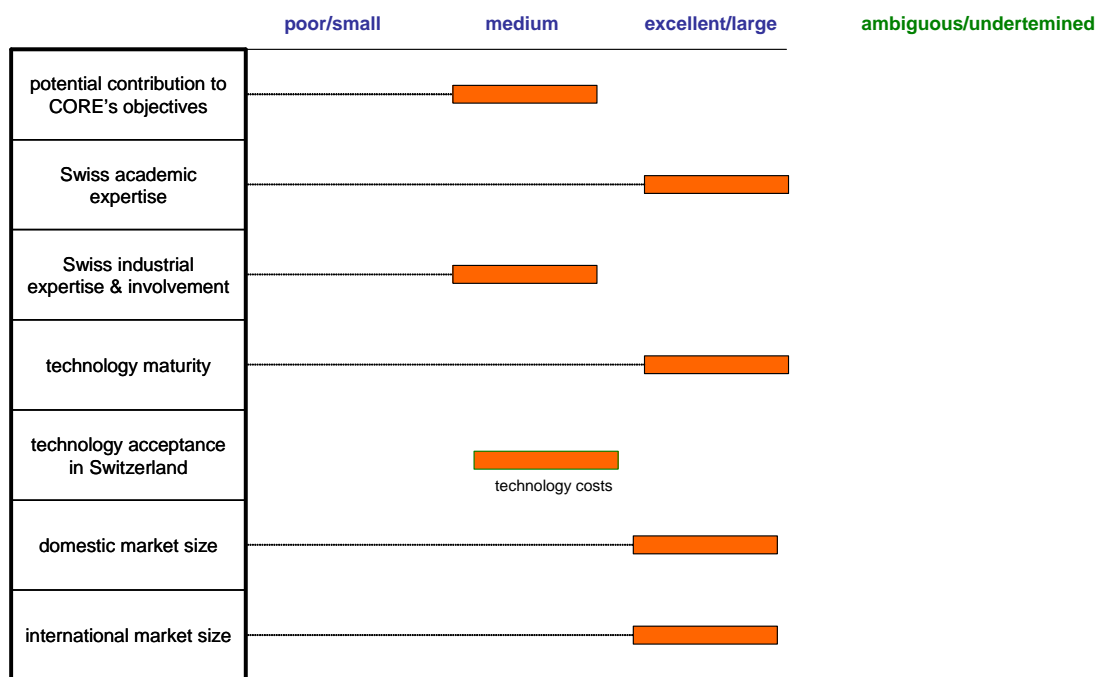 poor/small medium excellent/large ambiguous/undertemined
potential contribution to
CORE's objectives
Swiss academic
expertise
Swiss industrial
expertise & involvement
technology maturity
technology acceptance
in Switzerland
technology costs
domestic market size
international market size